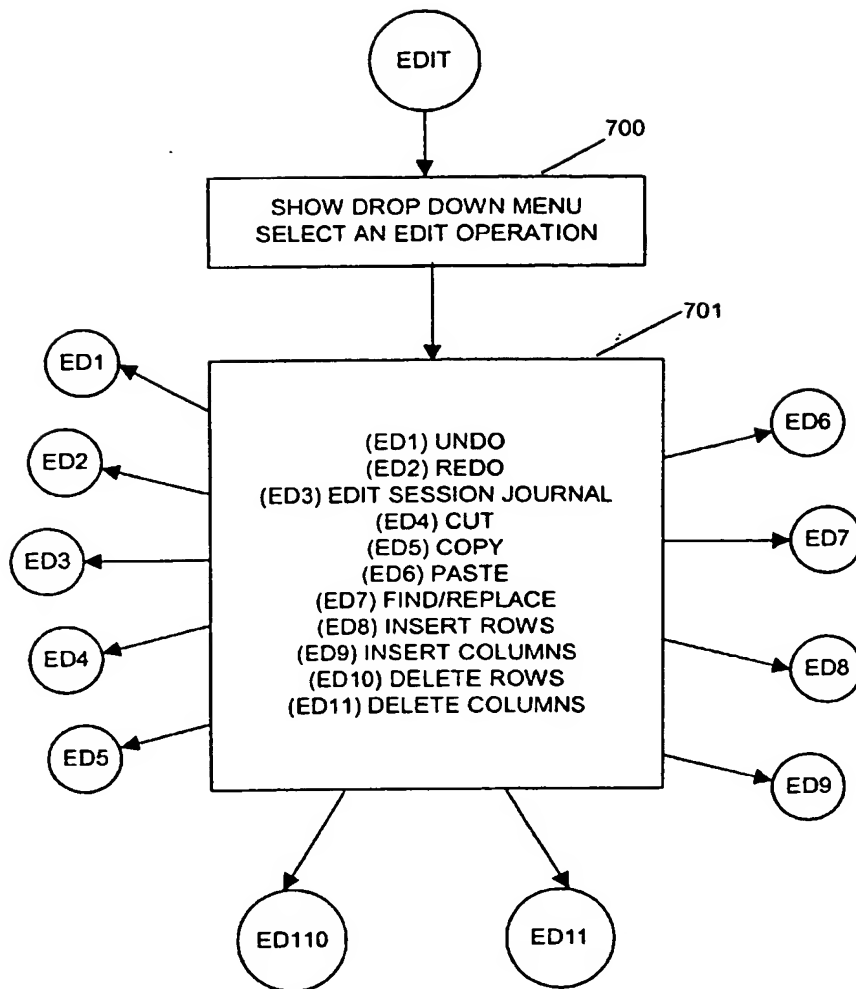 EDIT
700
SHOW DROP DOWN MENU
SELECT AN EDIT OPERATION
701
ED1
ED2
ED3
ED4
ED5
(ED1) UNDO
(ED2) REDO
(ED3) EDIT SESSION JOURNAL
(ED4) CUT
(ED5) COPY
(ED6) PASTE
(ED7) FIND/REPLACE
(ED8) INSERT ROWS
(ED9) INSERT COLUMNS
(ED10) DELETE ROWS
(ED11) DELETE COLUMNS
ED6
ED7
ED8
ED9
ED110
ED11